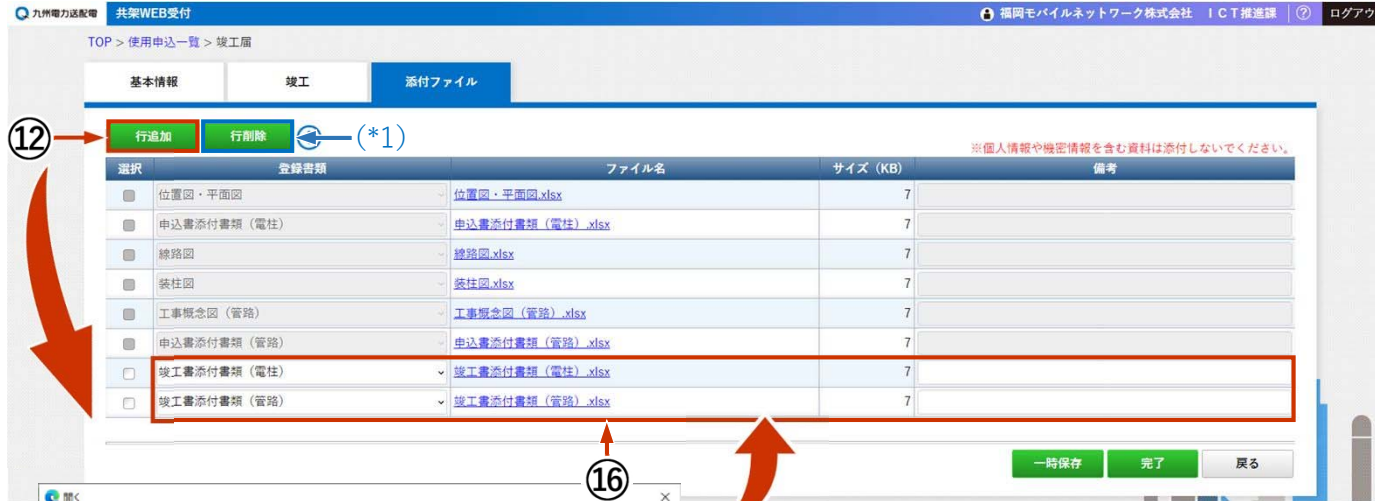 九州電力送配電 共架WEB受付 福岡モバイルネットワーク株式会社 ICT推進課 ? ログアウ
TOP > 使用申込一覧 > 竣工届
基本情報 竣工 添付ファイル
⑫ 行追加 行削除 (*1)
※個人情報や機密情報を含む資料は添付しないでください。
選択 登録書類 ファイル名 サイズ（KB） 備考
位置図・平面図 位置図・平面図.xlsx 7
申込書添付書類（電柱） 申込書添付書類（電柱）.xlsx 7
線路図 線路図.xlsx 7
装柱図 装柱図.xlsx 7
工事概念図（管路） 工事概念図（管路）.xlsx 7
申込書添付書類（管路） 申込書添付書類（管路）.xlsx 7
竣工書添付書類（電柱） 竣工書添付書類（電柱）.xlsx 7
竣工書添付書類（管路） 竣工書添付書類（管路）.xlsx 7
⑯
一時保存 完了 戻る
開く